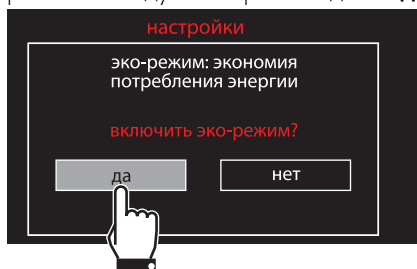 настройки
эко-режим: экономия
потребления энергии
включить эко-режим?
да
нет